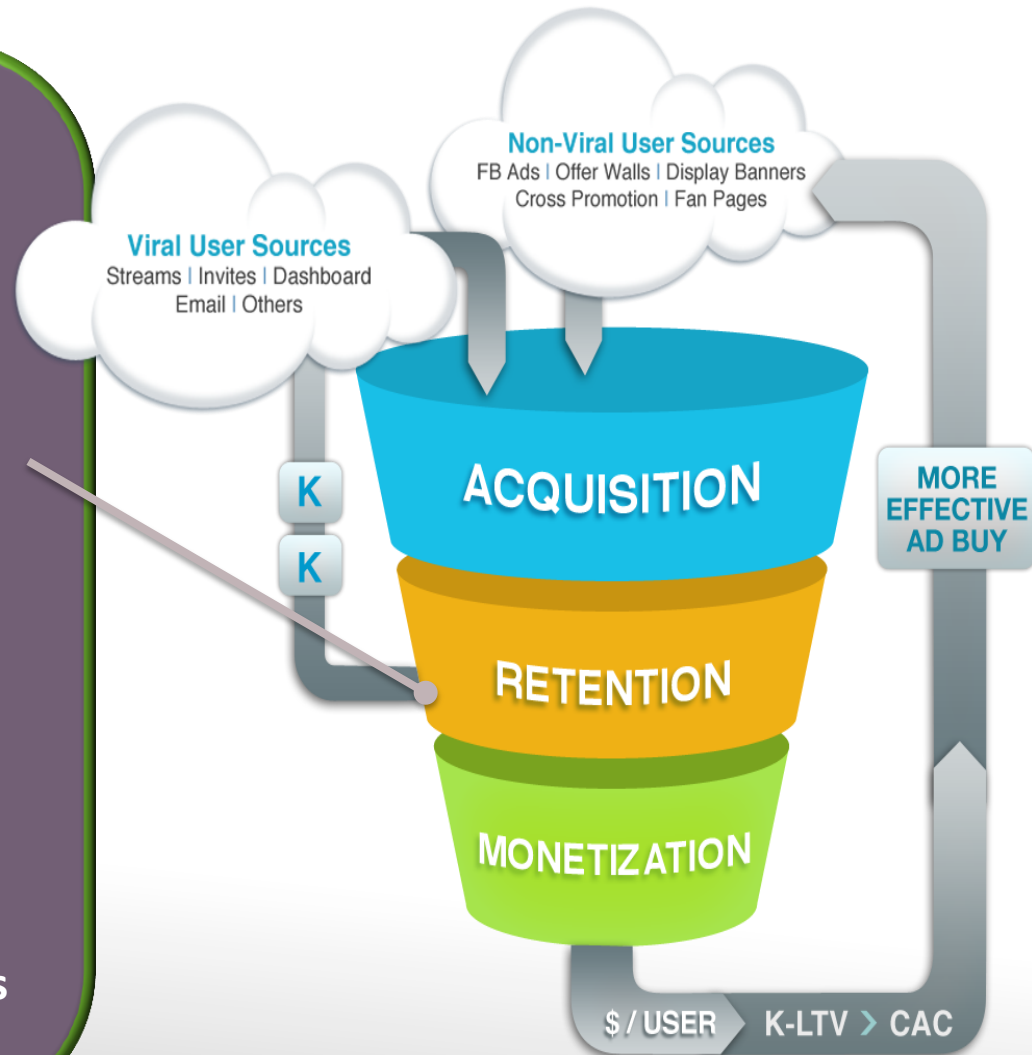 Non-Viral User Sources
FB Ads | Offer Walls | Display Banners
Cross Promotion | Fan Pages
Viral User Sources
Streams | Invites | Dashboard
Email | Others
ACQUISITION
K
K
MORE
EFFECTIVE
AD BUY
RETENTION
MONETIZATION
s
$ / USER
K-LTV > CAC